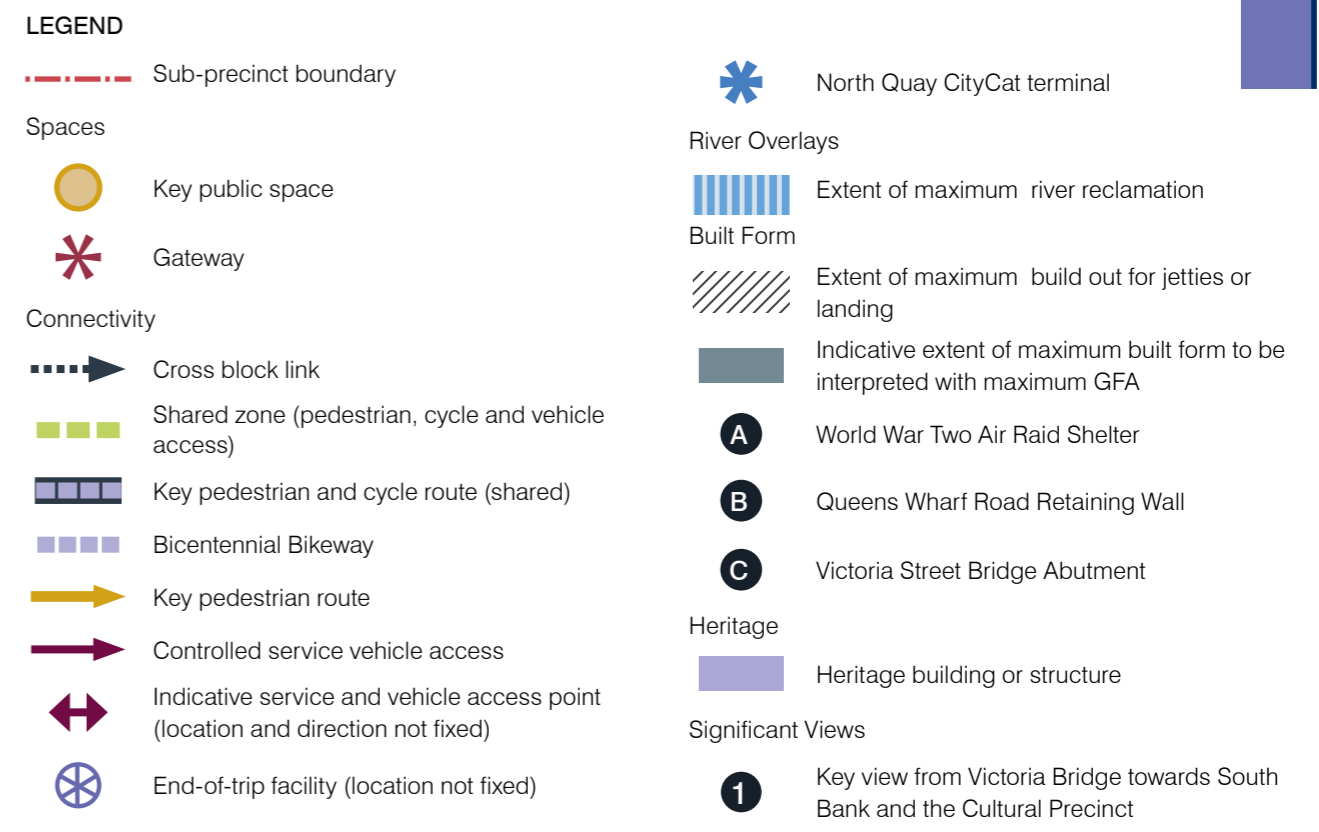 LEGEND
Sub-precinct boundary
Spaces
Key public space
Gateway
Connectivity
Cross block link
Shared zone (pedestrian, cycle and vehicle
access)
Key pedestrian and cycle route (shared)
Bicentennial Bikeway
Key pedestrian route
Controlled service vehicle access
Indicative service and vehicle access point
(location and direction not fixed)
End-of-trip facility (location not fixed)
North Quay CityCat terminal
River Overlays
Extent of maximum river reclamation
Built Form
Extent of maximum build out for jetties or
landing
Indicative extent of maximum built form to be
interpreted with maximum GFA
A World War Two Air Raid Shelter
B Queens Wharf Road Retaining Wall
C Victoria Street Bridge Abutment
Heritage
Heritage building or structure
Significant Views
1 Key view from Victoria Bridge towards South
Bank and the Cultural Precinct